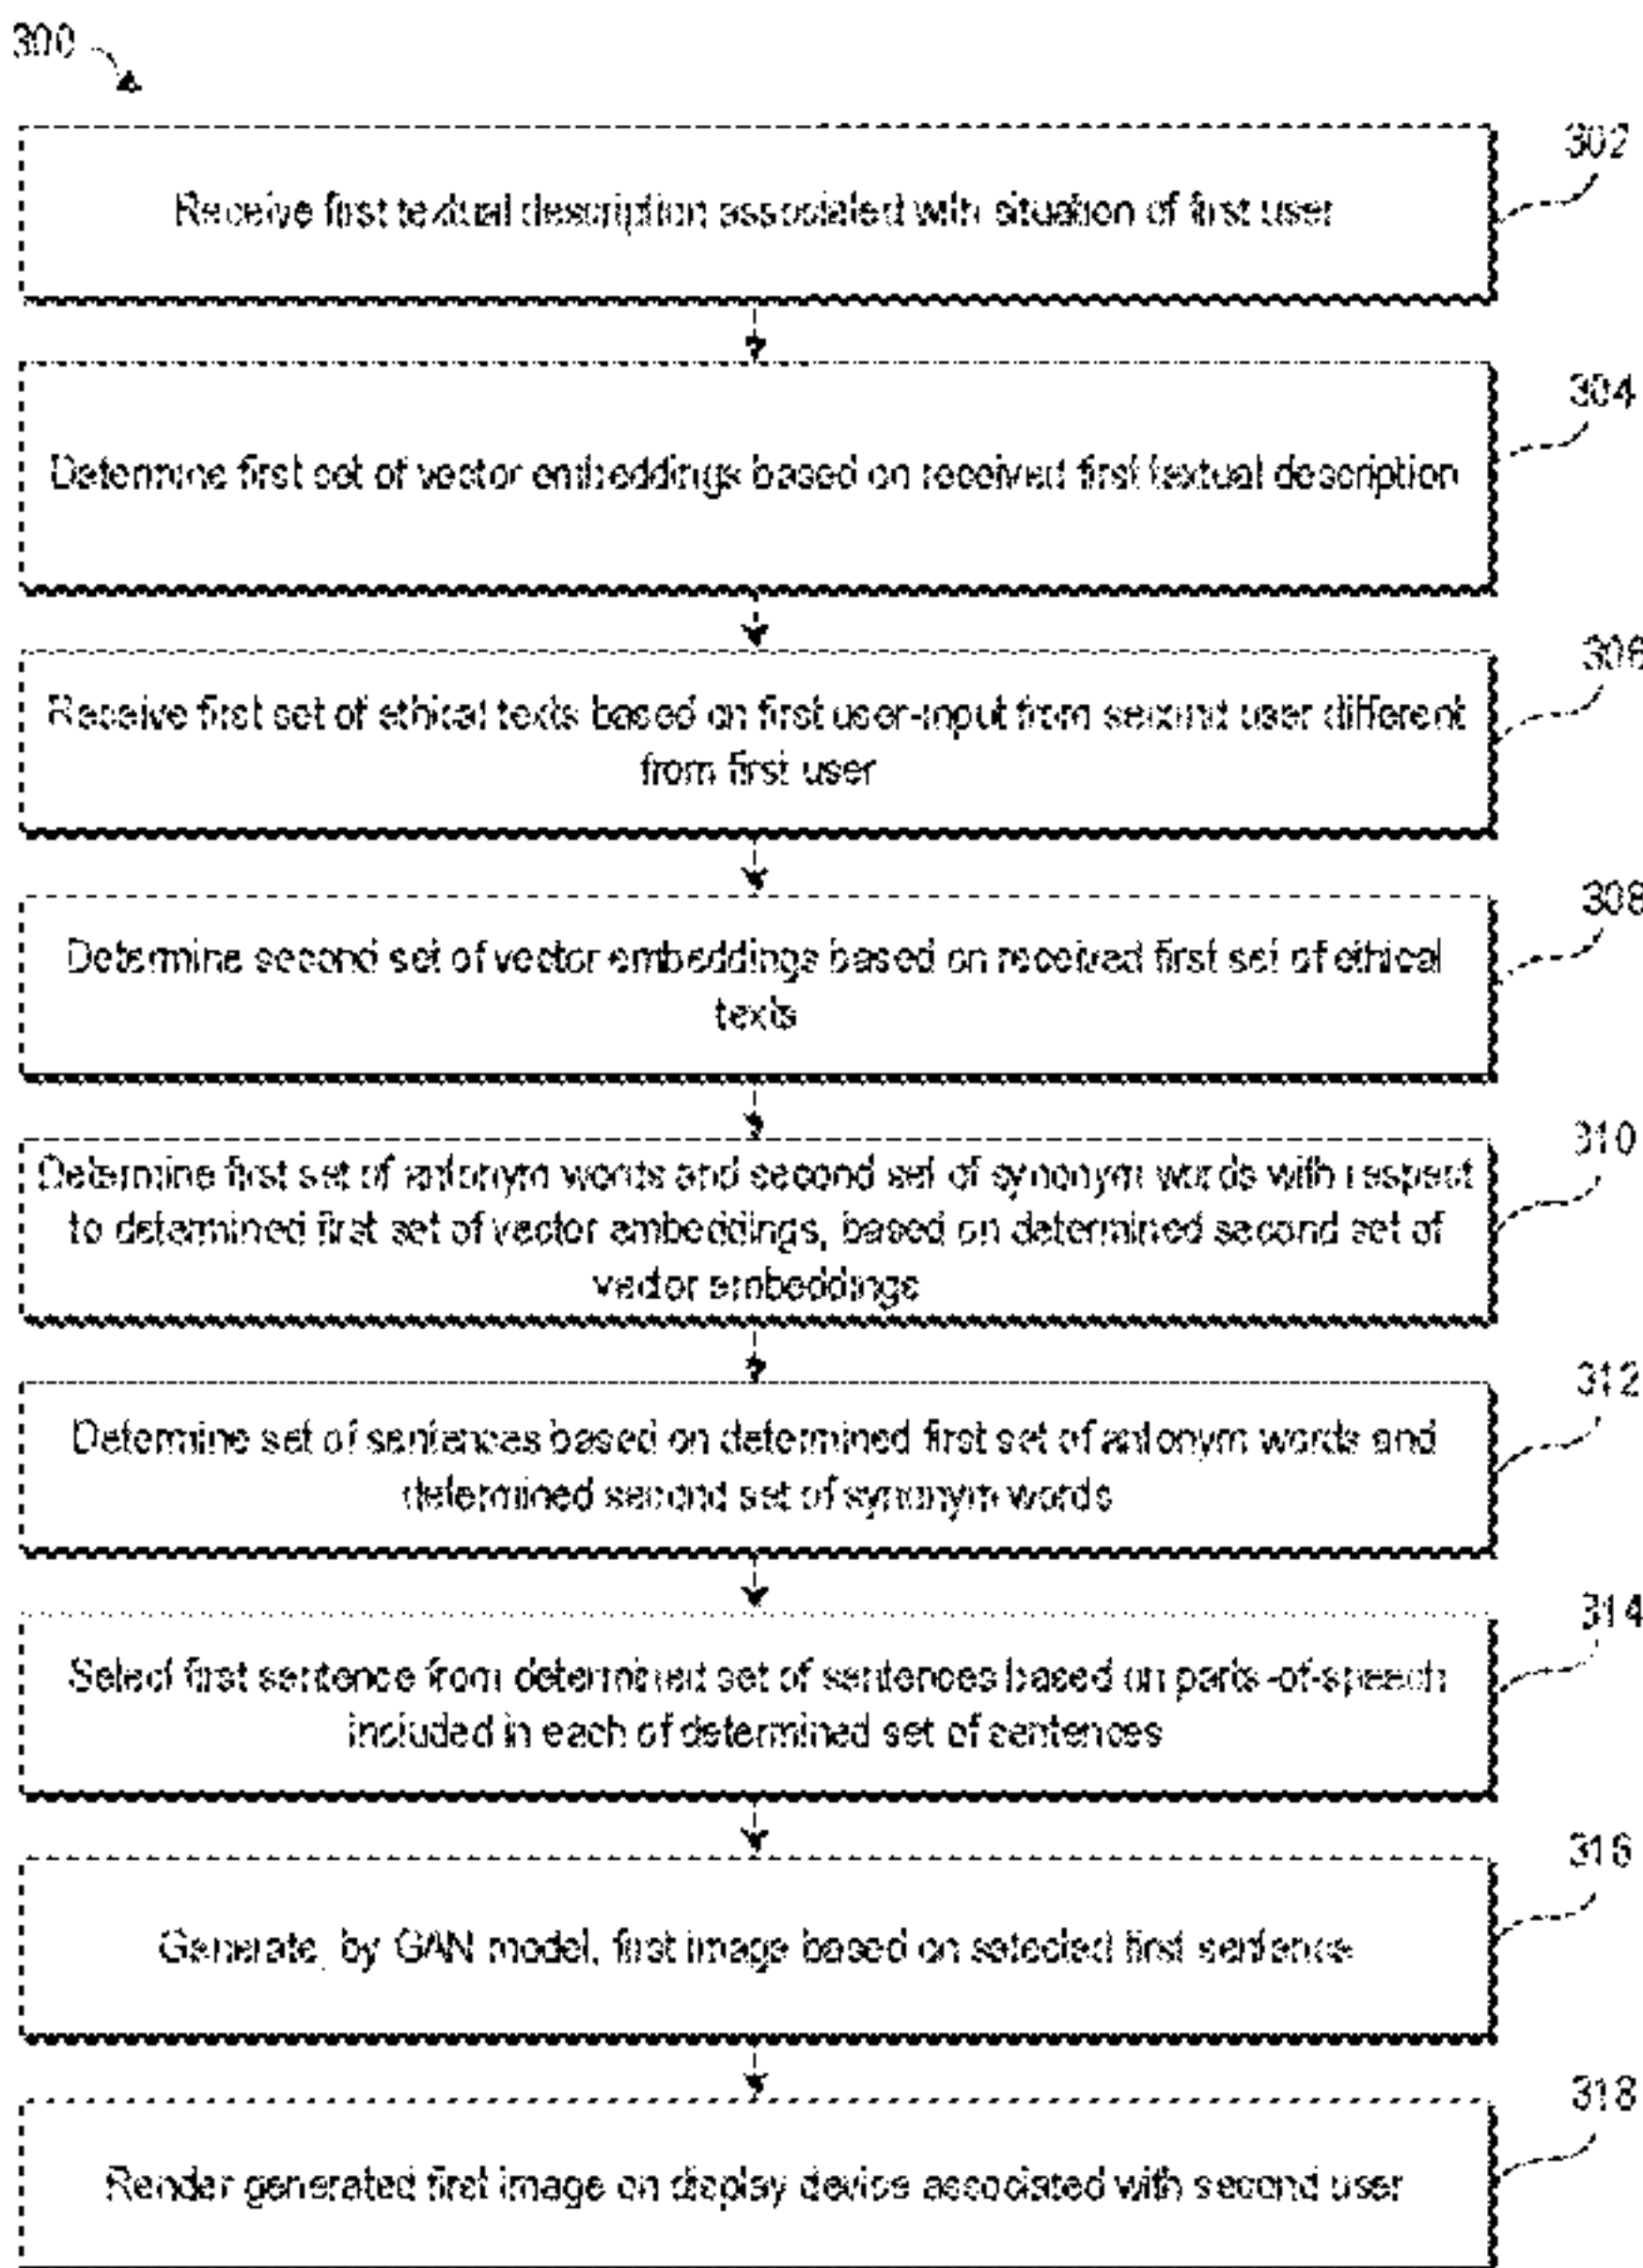 300
302
Receive first textual description associated with situation of first user
304
Determine first set of vector embeddings based on received first textual description
306
Receive first set of ethical texts based on first user-input from second user different
from first user
308
Determine second set of vector embeddings based on received first set of ethical
texts
310
Determine first set of antonym words and second set of synonym words with respect
to determined first set of vector embeddings, based on determined second set of
vector embeddings
312
Determine set of sentences based on determined first set of antonym words and
determined second set of synonym words
314
Select first sentence from determined set of sentences based on parts-of-speech
included in each of determined set of sentences
316
Generate, by GAN model, first image based on selected first sentence
318
Render generated first image on display device associated with second user